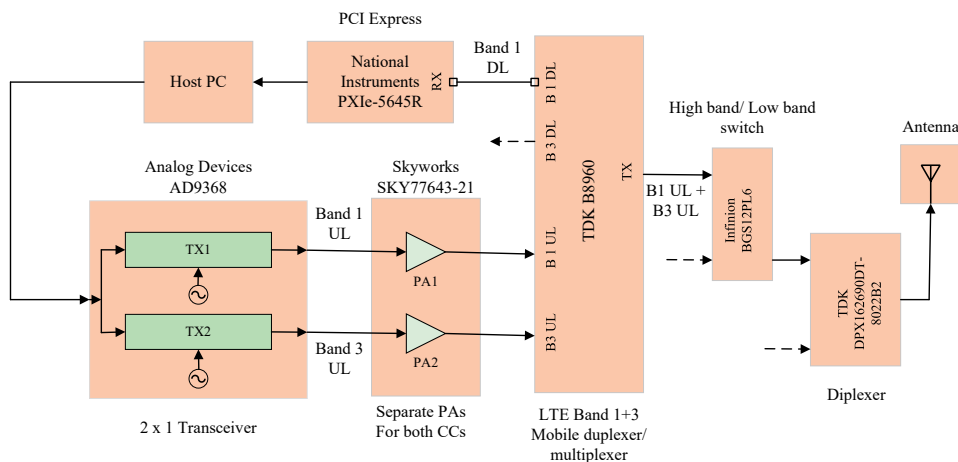 PCI Express
Host PC
National
Instruments
PXIe-5645R
RX
Band 1
DL
B 1 DL
B 3 DL
TDK B8960
TX
B 1 UL
B3 UL
High band/ Low band
switch
Antenna
Analog Devices
AD9368
Skyworks
SKY77643-21
B1 UL +
B3 UL
Infinion
BGS12PL6
TX1
Band 1
UL
PA1
TX2
Band 3
UL
PA2
TDK
DPX162690DT-
8022B2
Diplexer
2 x 1 Transceiver
Separate PAs
For both CCs
LTE Band 1+3
Mobile duplexer/
multiplexer